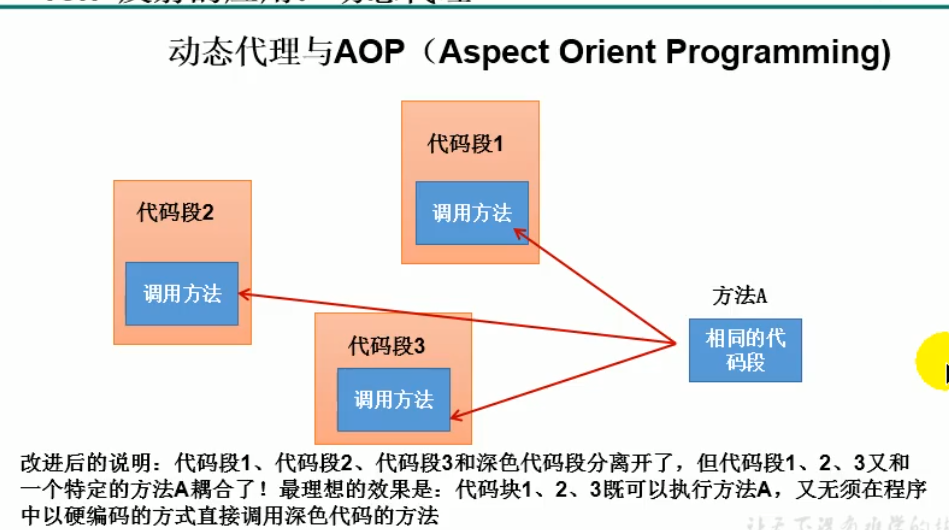 动态代理与AOP（Aspect Orient Programming)
代码段1
调用方法
代码段2
调用方法
方法A
相同的代
码段
代码段3
调用方法
改进后的说明：代码段1、代码段2、代码段3和深色代码段分离开了，但代码段1、2、3又和
一个特定的方法A耦合了！最理想的效果是：代码块1、2、3既可以执行方法A，又无须在程序
中以硬编码的方式直接调用深色代码的方法